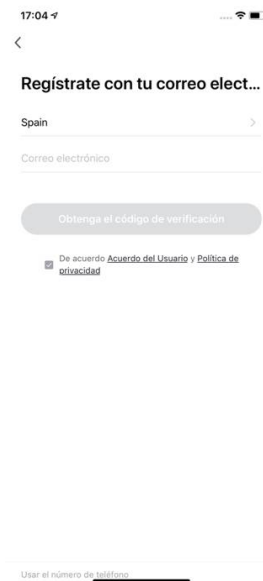 17:04
Regístrate con tu correo elect...
Spain
Correo electrónico
Obtenga el código de verificación
De acuerdo Acuerdo del Usuario y Política de
privacidad
Usar el número de teléfono